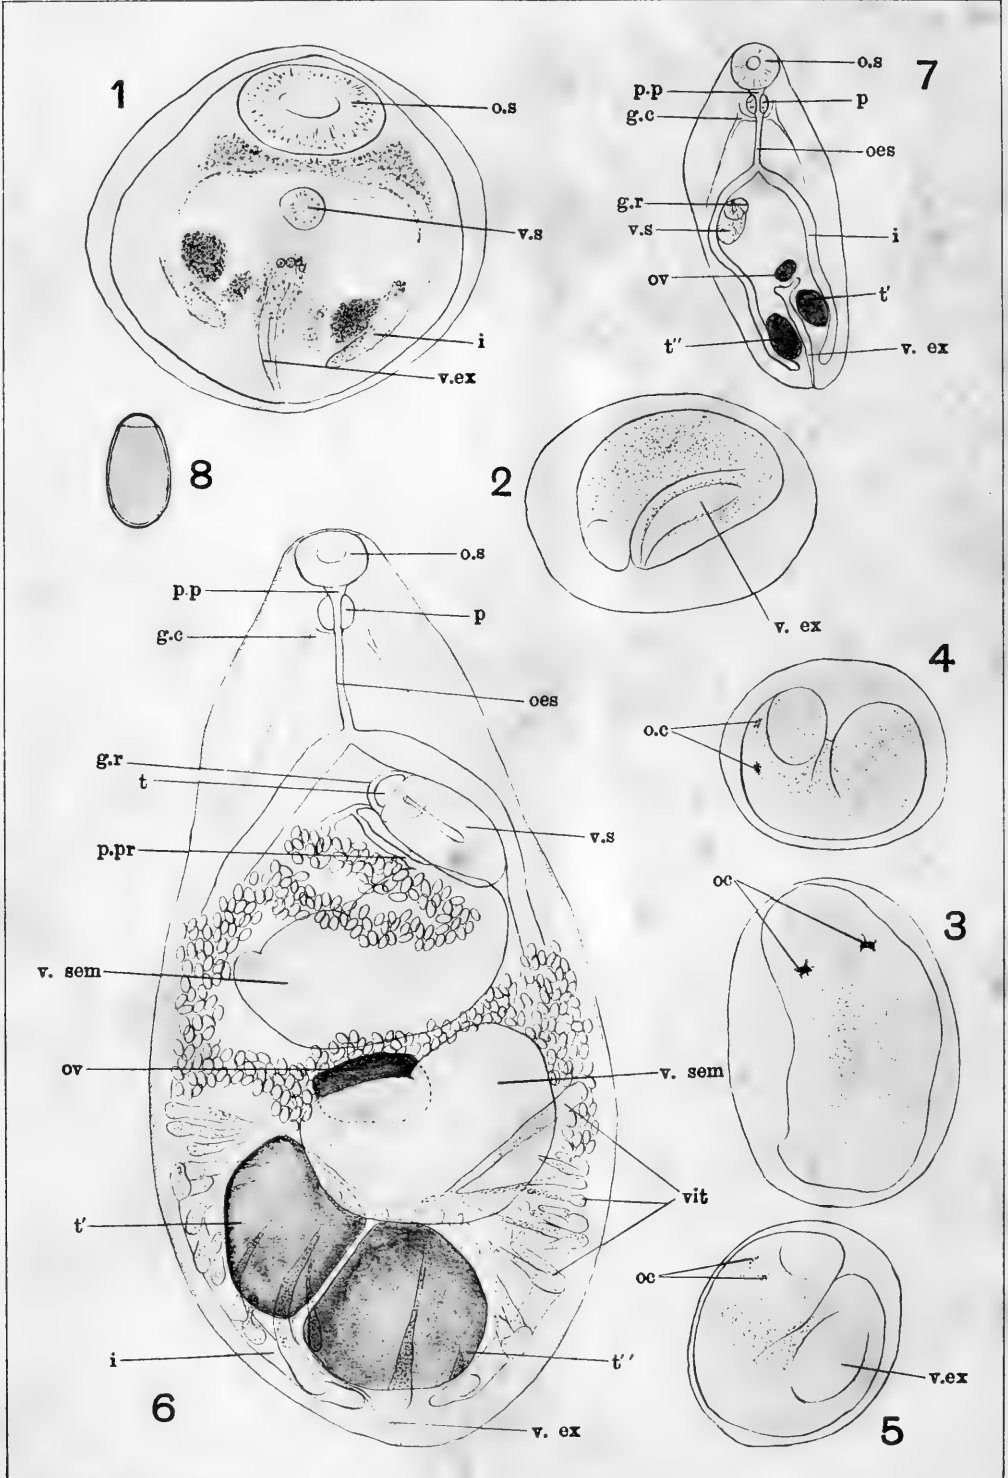 1
o.s
v.s
i
v.ex
7
o.s
p.p
p
g.c
oes
g.r
v.s
i
ov
t'
t''
v. ex
8
2
v. ex
o.s
p.p
p
g.c
oes
g.r
t
v.s
p.pr
v. sem
ov
v. sem
vit
t'
i
t''
6
v. ex
4
o.c
oc
3
oc
v.ex
5